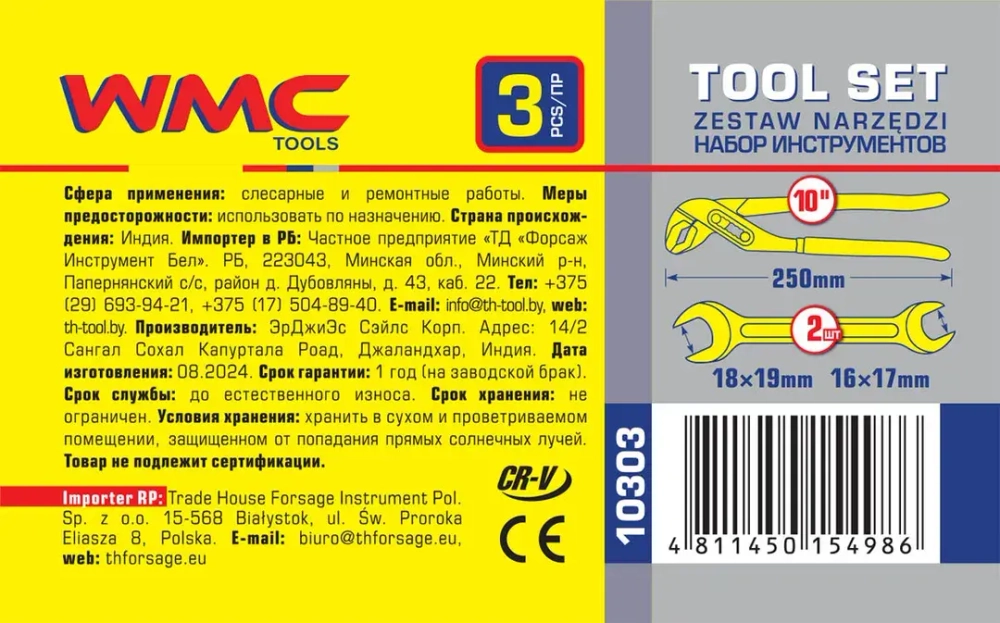 WMC
TOOLS
3
PCS/ПР
TOOL SET
ZESTAW NARZĘDZI
НАБОР ИНСТРУМЕНТОВ
Сфера применения: слесарные и ремонтные работы. Меры
предосторожности: использовать по назначению. Страна происхож-
дения: Индия. Импортер в РБ: Частное предприятие «ТД «Форсаж
Инструмент Бел». РБ, 223043, Минская обл., Минский р-н,
Папернянский с/с, район д. Дубовляны, д. 43, каб. 22. Тел: +375
(29) 693-94-21, +375 (17) 504-89-40. E-mail: info@th-tool.by, web:
th-tool.by. Производитель: ЭрДжиЭс Сэйлс Корп. Адрес: 14/2
Сангал Сохал Капуртала Роад, Джаландхар, Индия. Дата
изготовления: 08.2024. Срок гарантии: 1 год (на заводской брак).
Срок службы: до естественного износа. Срок хранения: не
ограничен. Условия хранения: хранить в сухом и проветриваемом
помещении, защищенном от попадания прямых солнечных лучей.
Товар не подлежит сертификации.
Importer RP: Trade House Forsage Instrument Pol.
Sp. z o.o. 15-568 Białystok, ul. Św. Proroka
Eliasza 8, Polska. E-mail: biuro@thforsage.eu,
web: thforsage.eu
CR-V
CE
10"
250mm
2шт
18×19mm 16×17mm
10303
4 811450 154986